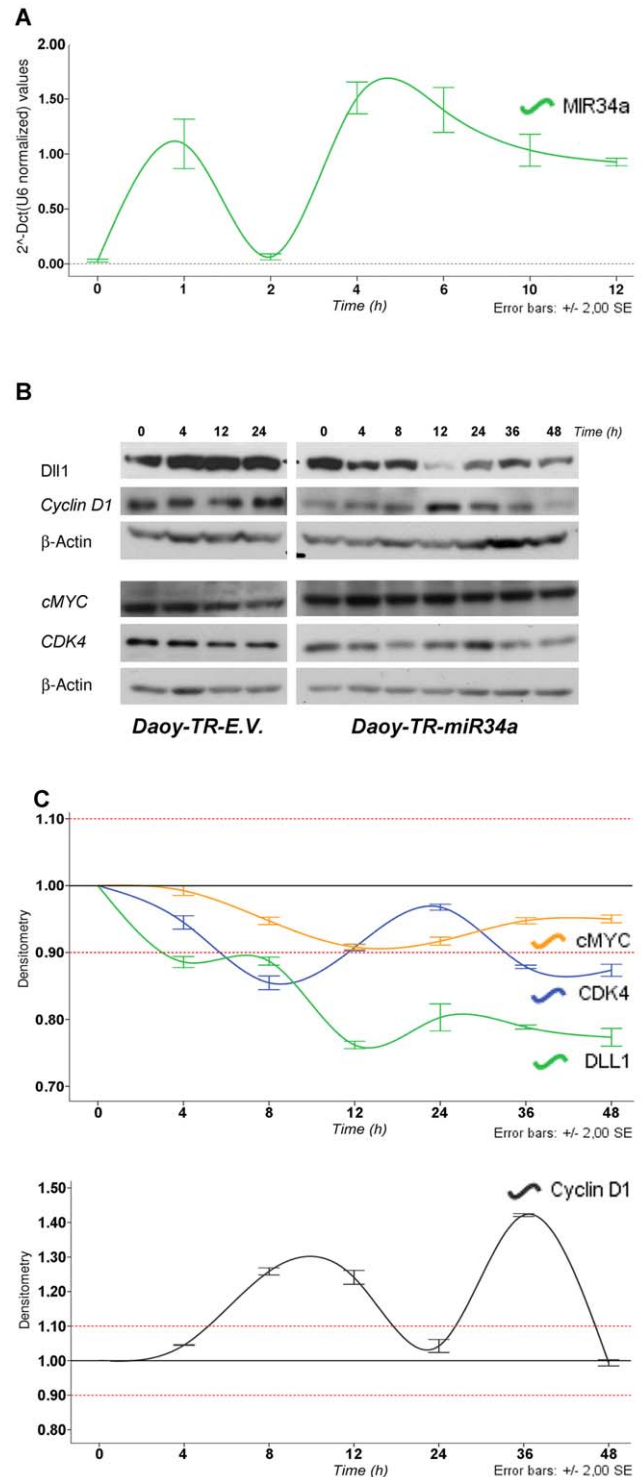 A
2^-Dct(U6 normalized) values
2.00
1.50
1.00
0.50
0.00
MIR34a
0 1 2 4 6 10 12
Time (h)
Error bars: +/- 2,00 SE
B
0 4 12 24 0 4 8 12 24 36 48 Time (h)
Dll1
Cyclin D1
β-Actin
cMYC
CDK4
β-Actin
Daoy-TR-E.V. Daoy-TR-miR34a
C
Densitometry
1.10
1.00
0.90
0.80
0.70
cMYC
CDK4
DLL1
0 4 8 12 24 36 48
Time (h)
Error bars: +/- 2,00 SE
Densitometry
1.50
1.40
1.30
1.20
1.10
1.00
0.90
0.80
Cyclin D1
0 4 8 12 24 36 48
Time (h)
Error bars: +/- 2,00 SE